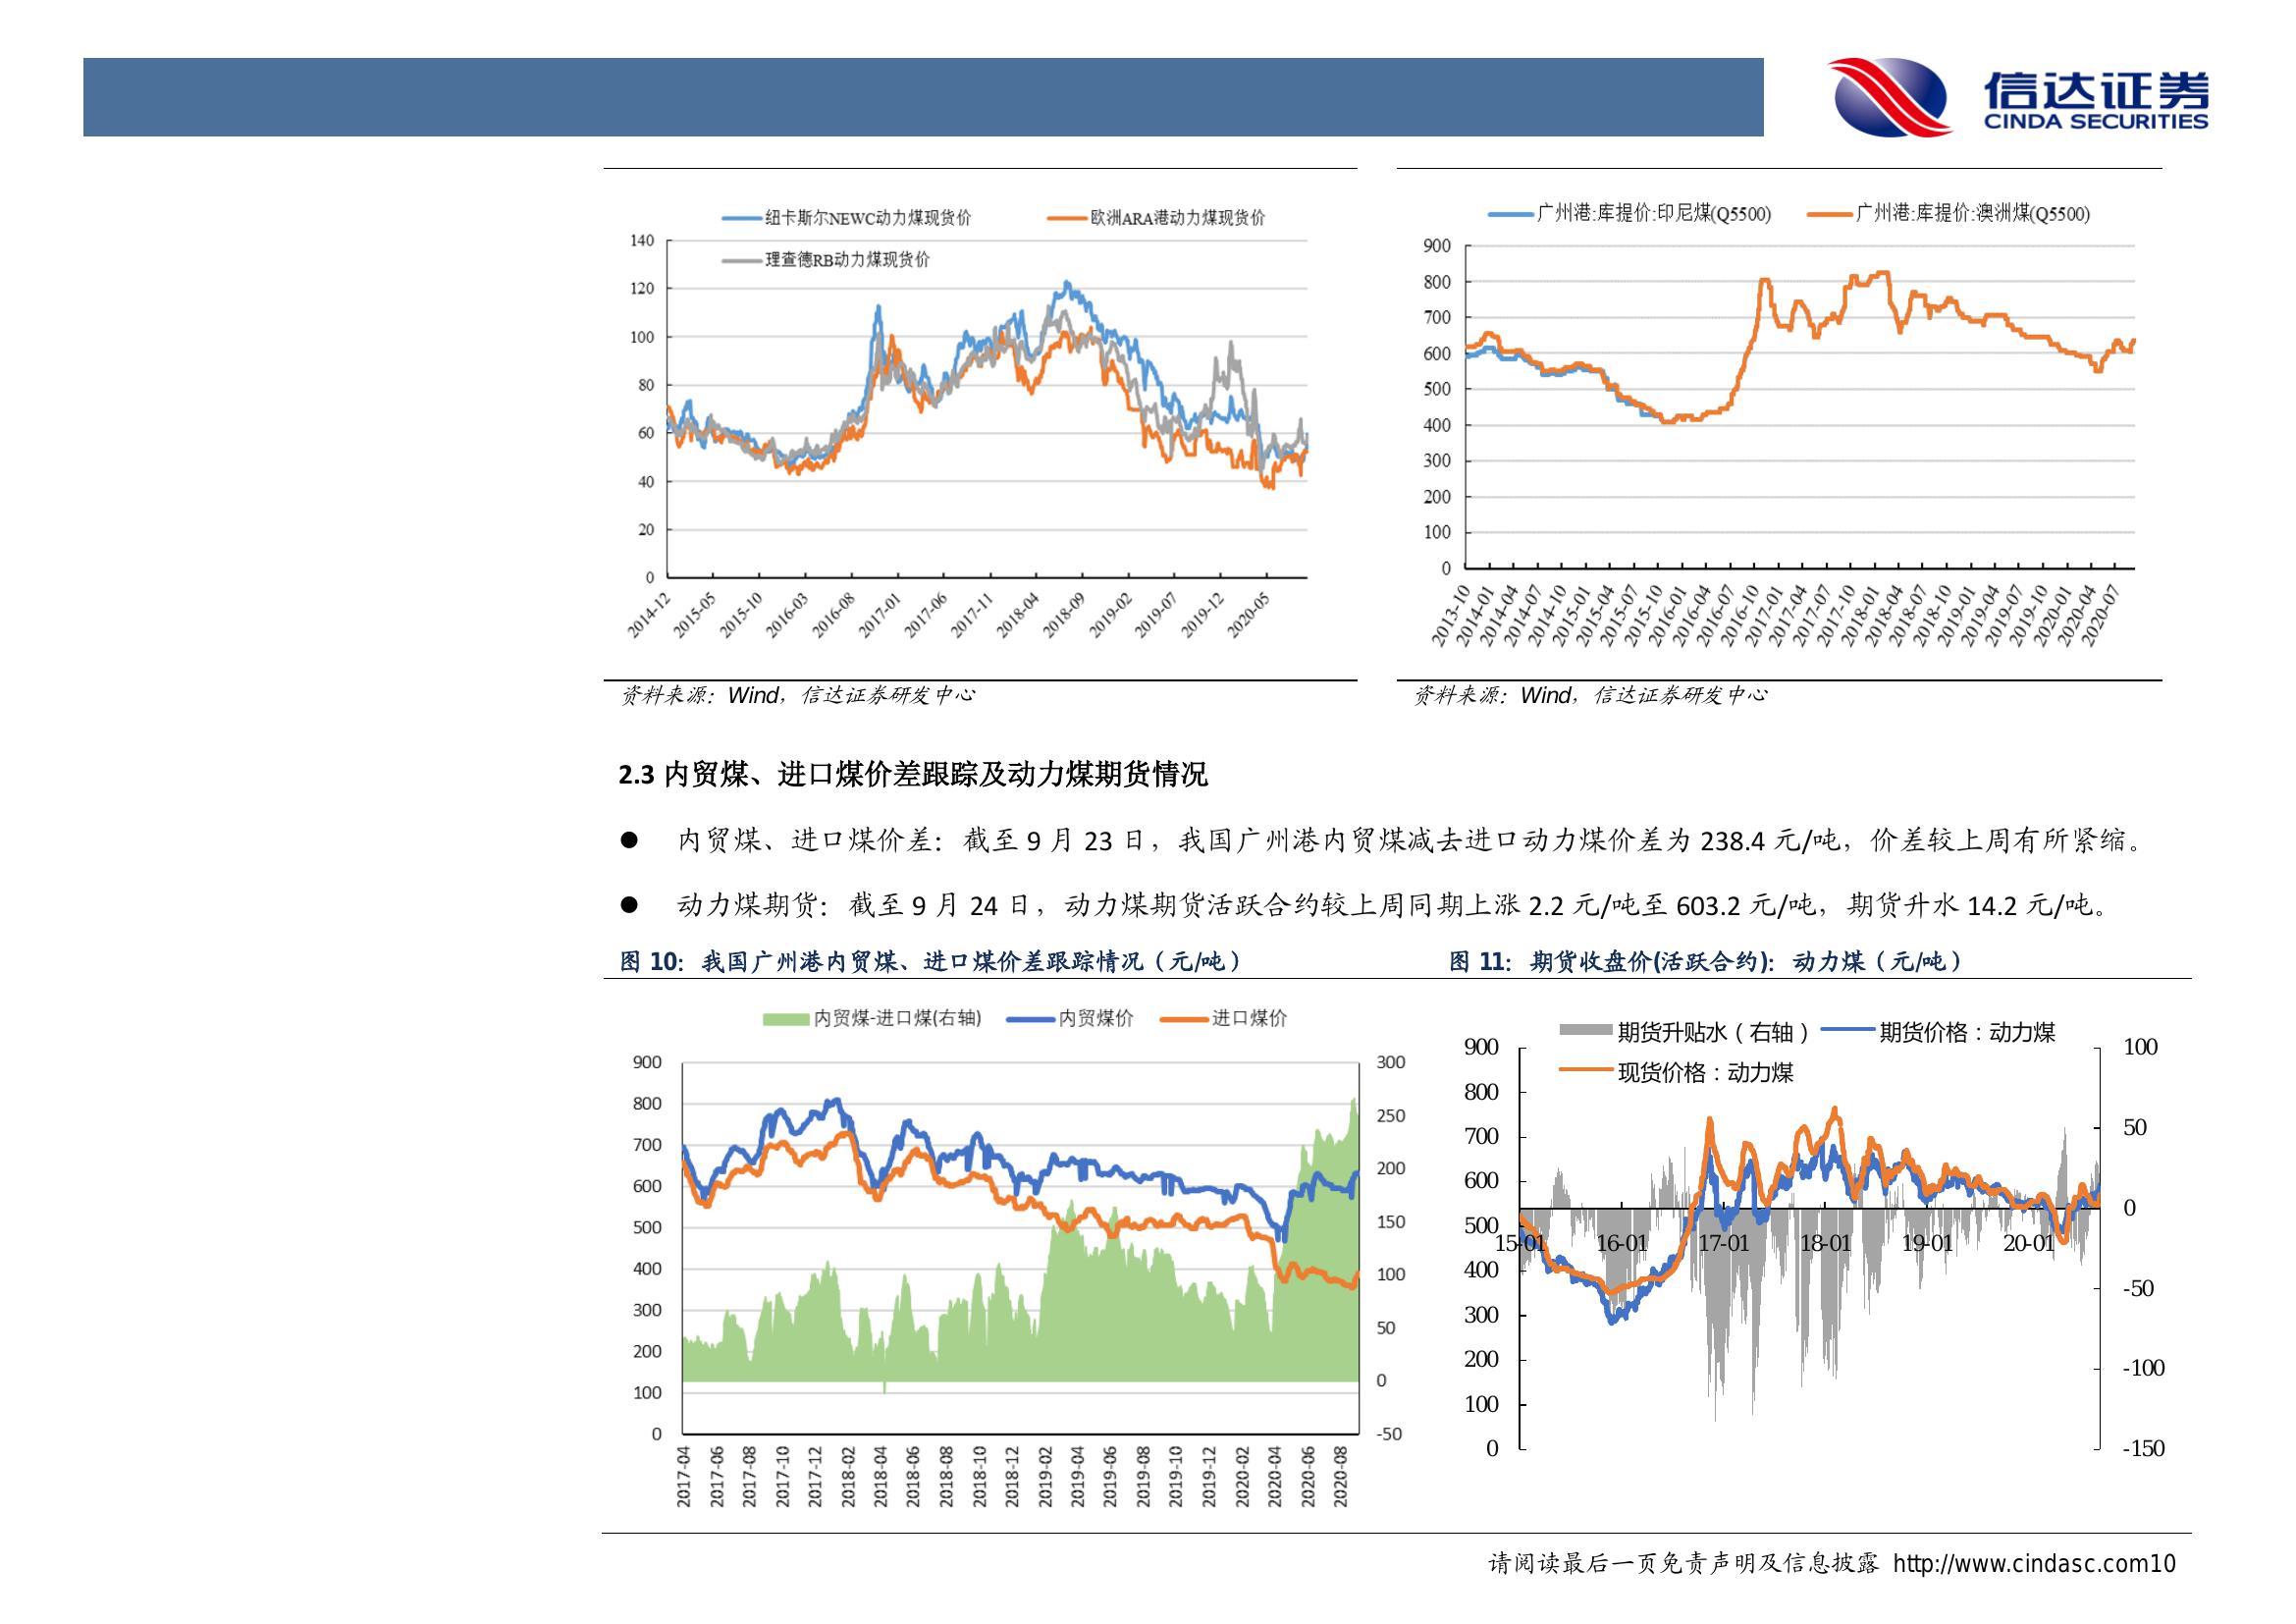 信达证券
CINDA SECURITIES
纽卡斯尔NEWC动力煤现货价 欧洲ARA港动力煤现货价
理查德RB动力煤现货价
140
120
100
80
60
40
20
0
2014-12 2015-05 2015-10 2016-03 2016-08 2017-01 2017-06 2017-11 2018-04 2018-09 2019-02 2019-07 2019-12 2020-05
广州港:库提价:印尼煤(Q5500) 广州港:库提价:澳洲煤(Q5500)
900
800
700
600
500
400
300
200
100
0
2013-10 2014-01 2014-04 2014-07 2014-10 2015-01 2015-04 2015-07 2015-10 2016-01 2016-04 2016-07 2016-10 2017-01 2017-04 2017-07 2017-10 2018-01 2018-04 2018-07 2018-10 2019-01 2019-04 2019-07 2019-10 2020-01 2020-04 2020-07
资料来源：Wind，信达证券研发中心
资料来源：Wind，信达证券研发中心
2.3 内贸煤、进口煤价差跟踪及动力煤期货情况
● 内贸煤、进口煤价差：截至 9 月 23 日，我国广州港内贸煤减去进口动力煤价差为 238.4 元/吨，价差较上周有所紧缩。
● 动力煤期货：截至 9 月 24 日，动力煤期货活跃合约较上周同期上涨 2.2 元/吨至 603.2 元/吨，期货升水 14.2 元/吨。
图 10：我国广州港内贸煤、进口煤价差跟踪情况（元/吨）
内贸煤-进口煤(右轴) 内贸煤价 进口煤价
900 300
800 250
700 200
600 150
500 100
400 50
300 0
200 -50
100
0
2017-04 2017-06 2017-08 2017-10 2017-12 2018-02 2018-04 2018-06 2018-08 2018-10 2018-12 2019-02 2019-04 2019-06 2019-08 2019-10 2019-12 2020-02 2020-04 2020-06 2020-08
图 11：期货收盘价(活跃合约)：动力煤（元/吨）
期货升贴水（右轴） 期货价格：动力煤
现货价格：动力煤
900 100
800 50
700 0
600 -50
500 -100
400 -150
300
200
100
0
15-01 16-01 17-01 18-01 19-01 20-01
请阅读最后一页免责声明及信息披露 http://www.cindasc.com10